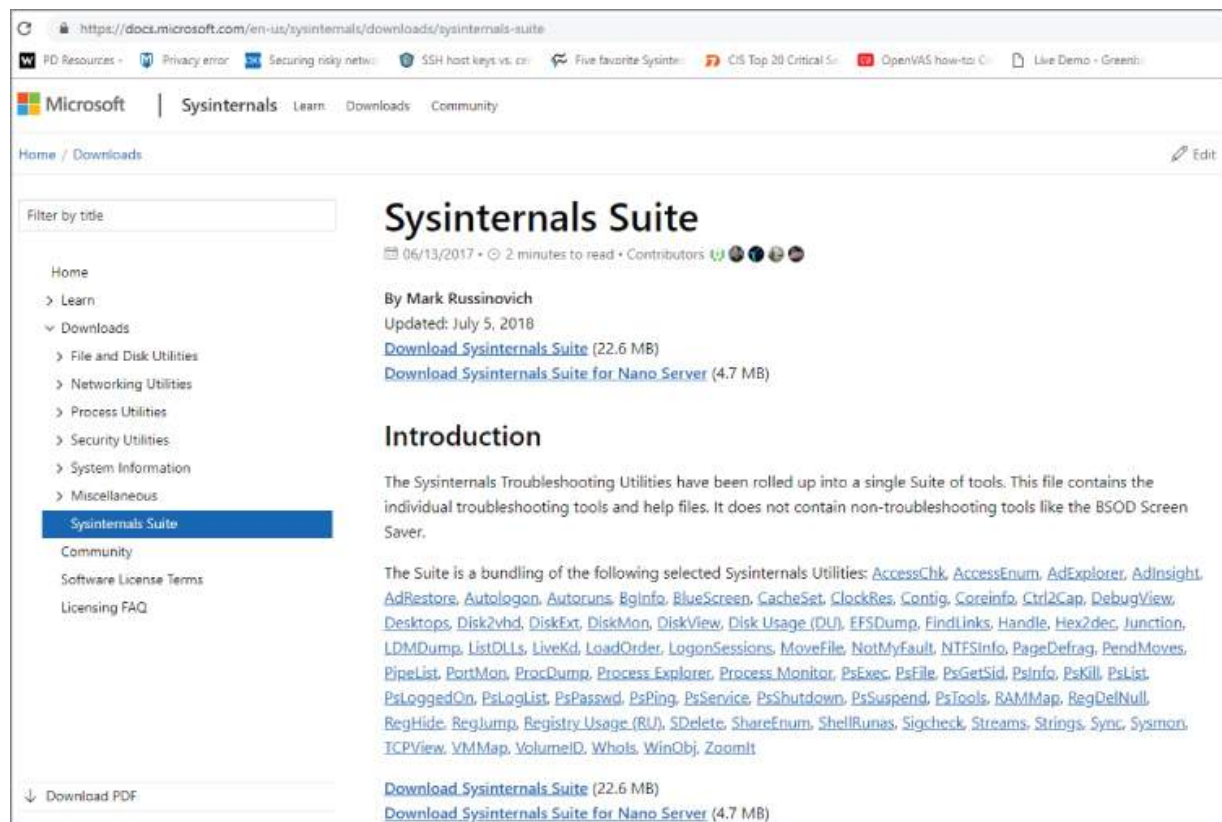 https://docs.microsoft.com/en-us/sysinternals/downloads/sysinternals-suite
PD Resources - Privacy error Securing risky netwo SSH host keys vs. ce Five favorite Sysinte CIS Top 20 Critical Se OpenVAS how-to: C Live Demo - Greenb
Microsoft | Sysinternals Learn Downloads Community
Home / Downloads
Edit
Filter by title
Home
Learn
Downloads
File and Disk Utilities
Networking Utilities
Process Utilities
Security Utilities
System Information
Miscellaneous
Sysinternals Suite
Community
Software License Terms
Licensing FAQ
Download PDF
Sysinternals Suite
06/13/2017 • 2 minutes to read • Contributors
By Mark Russinovich
Updated: July 5, 2018
Download Sysinternals Suite (22.6 MB)
Download Sysinternals Suite for Nano Server (4.7 MB)
Introduction
The Sysinternals Troubleshooting Utilities have been rolled up into a single Suite of tools. This file contains the
individual troubleshooting tools and help files. It does not contain non-troubleshooting tools like the BSOD Screen
Saver.
The Suite is a bundling of the following selected Sysinternals Utilities: AccessChk, AccessEnum, AdExplorer, AdInsight,
AdRestore, Autologon, Autoruns, BgInfo, BlueScreen, CacheSet, ClockRes, Contig, Coreinfo, Ctrl2Cap, DebugView,
Desktops, Disk2vhd, DiskExt, DiskMon, DiskView, Disk Usage (DU), EFSDump, FindLinks, Handle, Hex2dec, Junction,
LDMDump, ListDLLs, LiveKd, LoadOrder, LogonSessions, MoveFile, NotMyFault, NTFSInfo, PageDefrag, PendMoves,
PipeList, PortMon, ProcDump, Process Explorer, Process Monitor, PsExec, PsFile, PsGetSid, PsInfo, PsKill, PsList,
PsLoggedOn, PsLogList, PsPasswd, PsPing, PsService, PsShutdown, PsSuspend, PsTools, RAMMap, RegDelNull,
RegHide, RegJump, Registry Usage (RU), SDelete, ShareEnum, ShellRunas, Sigcheck, Streams, Strings, Sync, Sysmon,
TCPView, VMMap, VolumeID, WhoIs, WinObj, ZoomIt
Download Sysinternals Suite (22.6 MB)
Download Sysinternals Suite for Nano Server (4.7 MB)